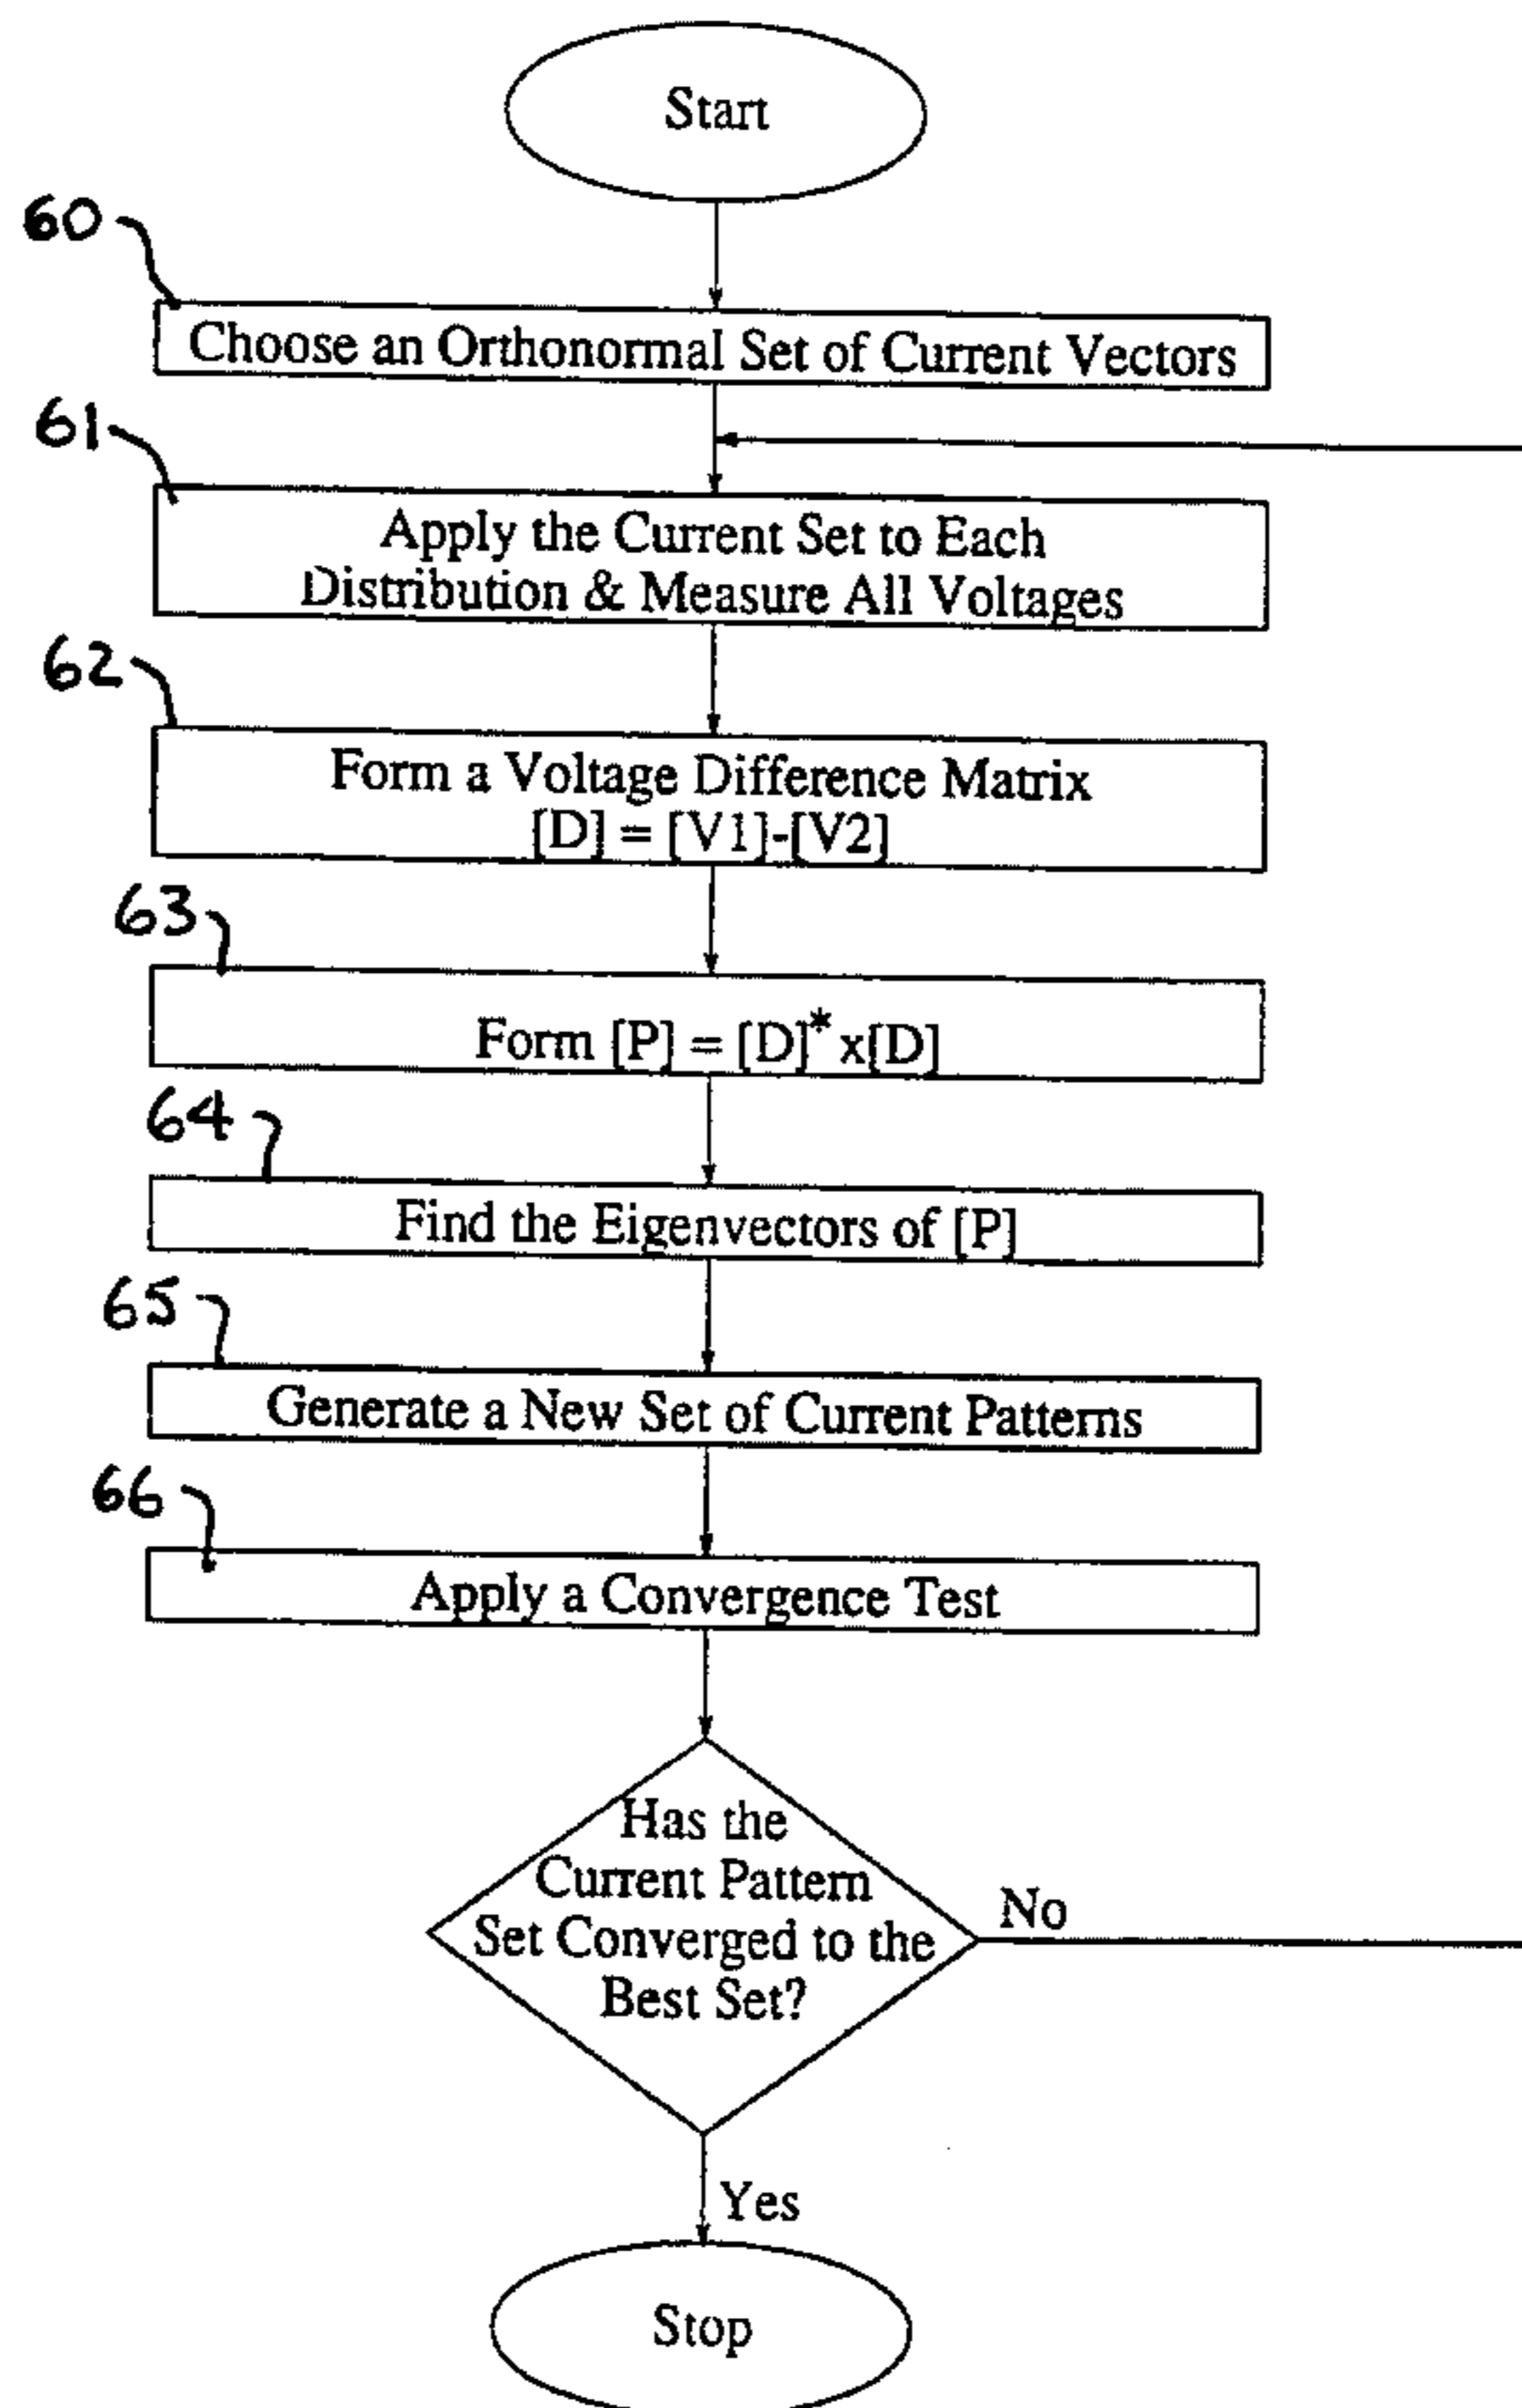 Start
60
Choose an Orthonormal Set of Current Vectors
61
Apply the Current Set to Each
Distribution & Measure All Voltages
62
Form a Voltage Difference Matrix
[D] = [V1]-[V2]
63
Form [P] = [D]* x[D]
64
Find the Eigenvectors of [P]
65
Generate a New Set of Current Patterns
66
Apply a Convergence Test
Has the
Current Pattern
Set Converged to the
Best Set?
No
Yes
Stop